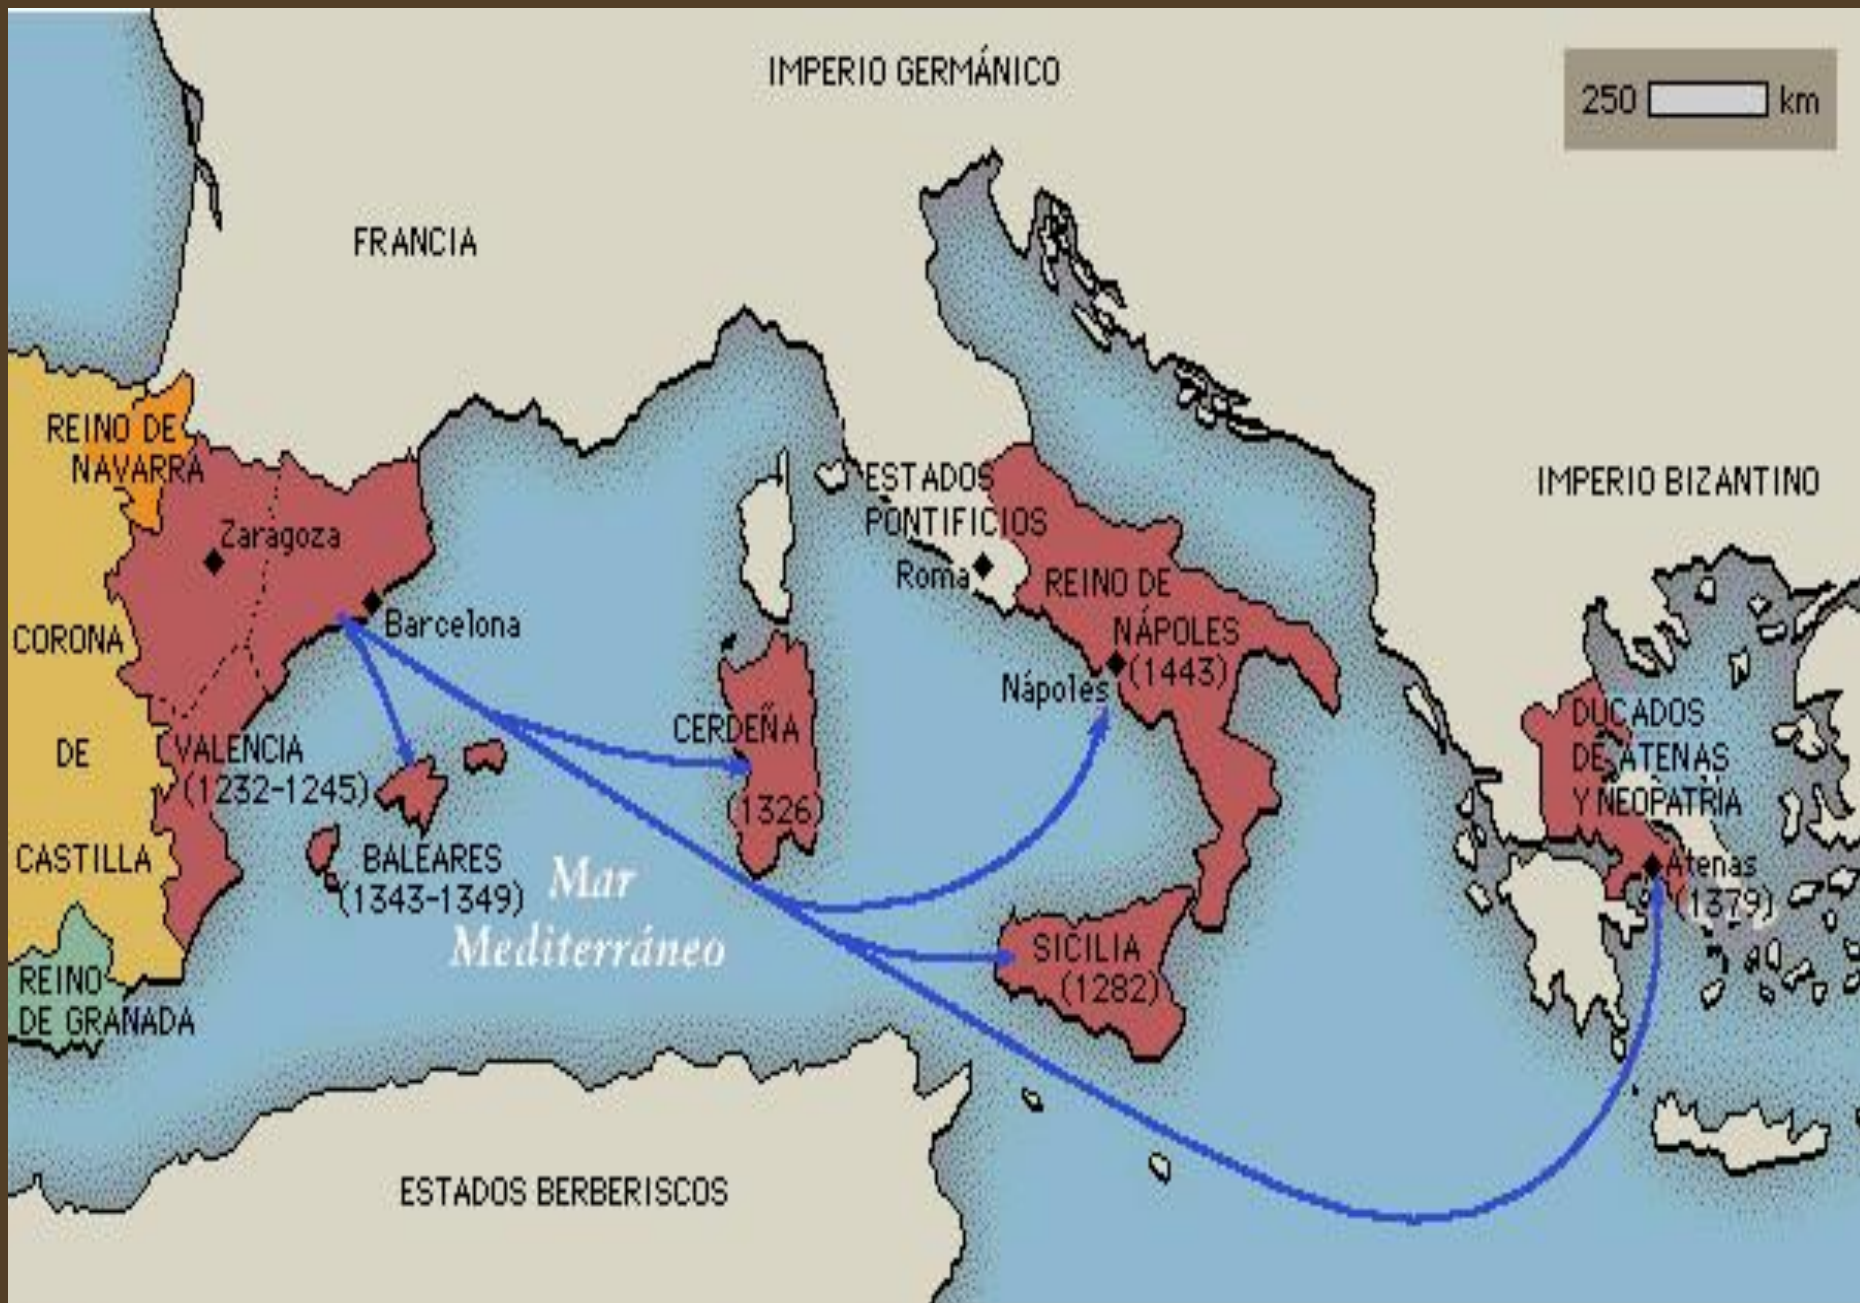 IMPERIO GERMÁNICO
250 km
FRANCIA
REINO DE
NAVARRA
Zaragoza
Barcelona
CORONA
DE
CASTILLA
VALENCIA
(1232-1245)
BALEARES
(1343-1349)
REINO
DE GRANADA
Mar
Mediterráneo
CERDEÑA
(1326)
ESTADOS
PONTIFICIOS
Roma
REINO DE
NÁPOLES
(1443)
Nápoles
SICILIA
(1282)
IMPERIO BIZANTINO
DUCADOS
DE ATENAS
Y NEOPATRIA
Atenas
(1379)
ESTADOS BERBERISCOS